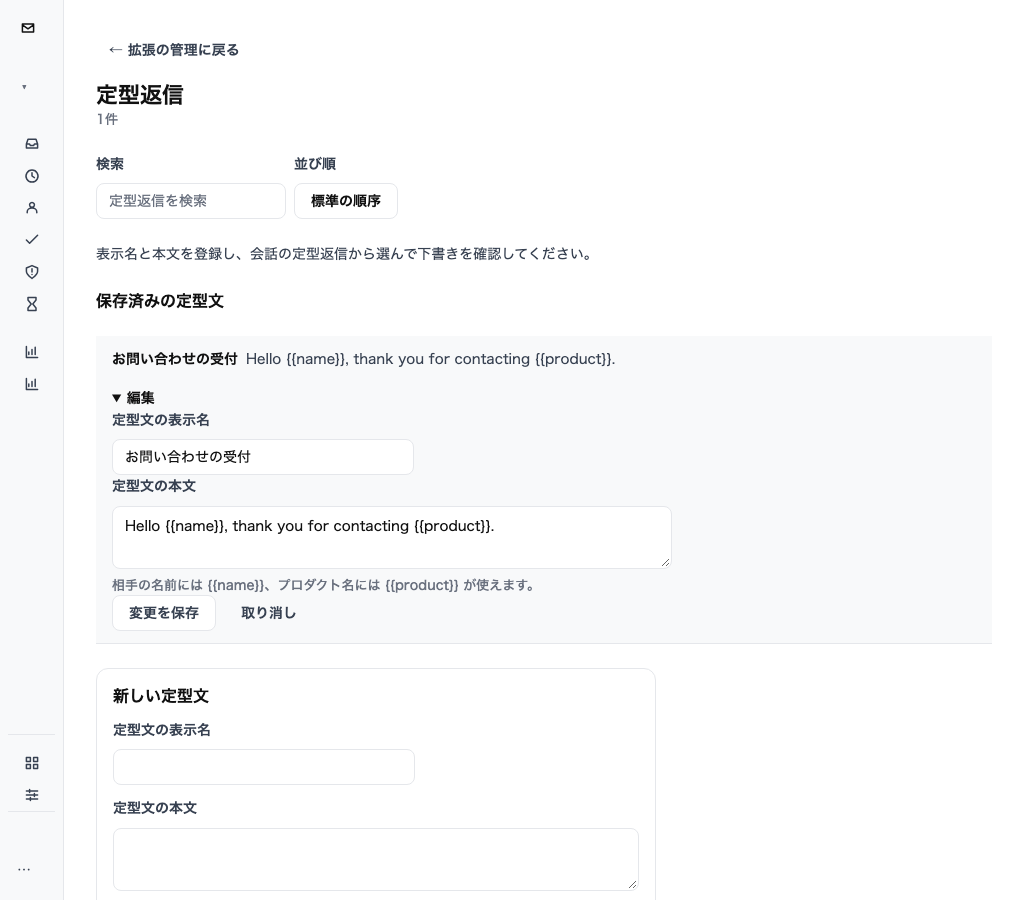 ← 拡張の管理に戻る
定型返信
1件
検索
並び順
定型返信を検索
標準の順序
表示名と本文を登録し、会話の定型返信から選んで下書きを確認してください。
保存済みの定型文
お問い合わせの受付 Hello {{name}}, thank you for contacting {{product}}.
▼ 編集
定型文の表示名
お問い合わせの受付
定型文の本文
Hello {{name}}, thank you for contacting {{product}}.
相手の名前には {{name}}、プロダクト名には {{product}} が使えます。
変更を保存
取り消し
新しい定型文
定型文の表示名
定型文の本文